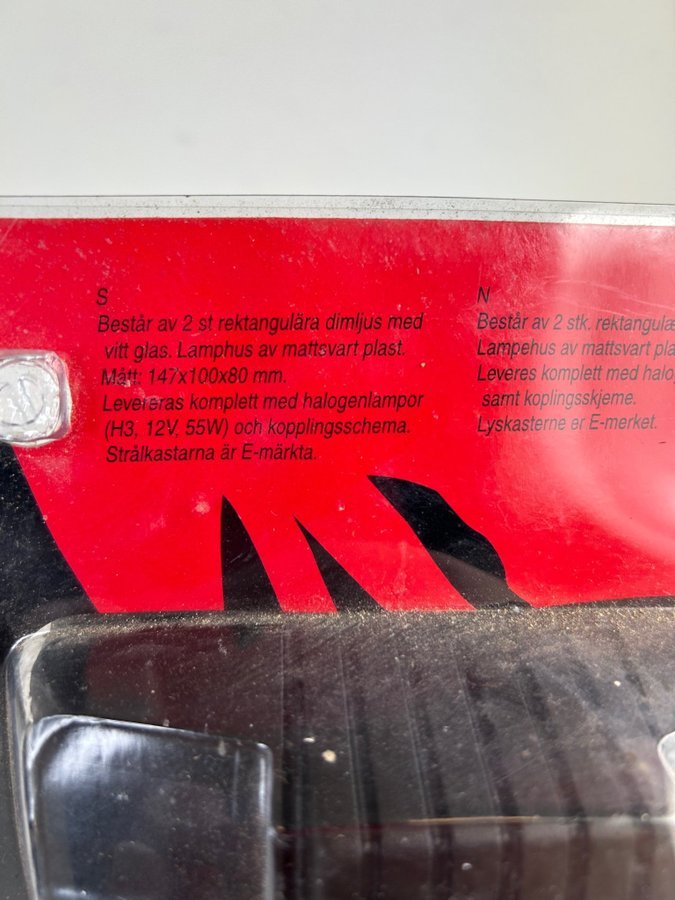 S
Består av 2 st rektangulära dimljus med
vitt glas. Lamphus av mattsvart plast.
Mått: 147x100x80 mm.
Levereras komplett med halogenlampor
(H3, 12V, 55W) och kopplingsschema.
Strålkastarna är E-märkta.
N
Består av 2 stk. rektangulæ
Lampehus av mattsvart pla
Leveres komplett med halo
samt koplingsskjeme.
Lyskasterne er E-merket.